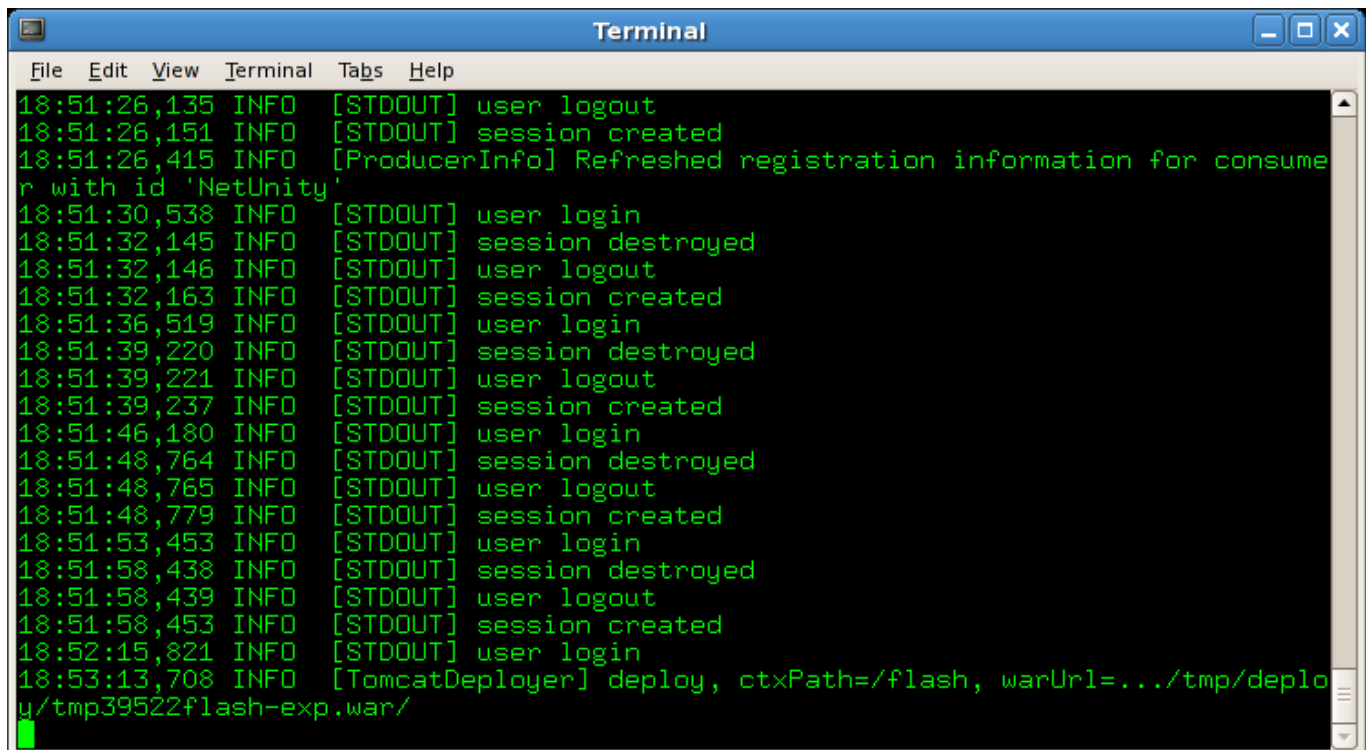 Terminal
File Edit View Terminal Tabs Help
18:51:26,135 INFO  [STDOUT] user logout
18:51:26,151 INFO  [STDOUT] session created
18:51:26,415 INFO  [ProducerInfo] Refreshed registration information for consume
r with id 'NetUnity'
18:51:30,538 INFO  [STDOUT] user login
18:51:32,145 INFO  [STDOUT] session destroyed
18:51:32,146 INFO  [STDOUT] user logout
18:51:32,163 INFO  [STDOUT] session created
18:51:36,519 INFO  [STDOUT] user login
18:51:39,220 INFO  [STDOUT] session destroyed
18:51:39,221 INFO  [STDOUT] user logout
18:51:39,237 INFO  [STDOUT] session created
18:51:46,180 INFO  [STDOUT] user login
18:51:48,764 INFO  [STDOUT] session destroyed
18:51:48,765 INFO  [STDOUT] user logout
18:51:48,779 INFO  [STDOUT] session created
18:51:53,453 INFO  [STDOUT] user login
18:51:58,438 INFO  [STDOUT] session destroyed
18:51:58,439 INFO  [STDOUT] user logout
18:51:58,453 INFO  [STDOUT] session created
18:52:15,821 INFO  [STDOUT] user login
18:53:13,708 INFO  [TomcatDeployer] deploy, ctxPath=/flash, warUrl=.../tmp/deplo
y/tmp39522flash-exp.war/